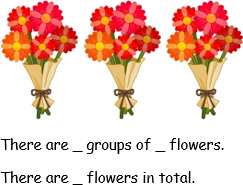 There are _ groups of _ flowers.
There are _ flowers in total.